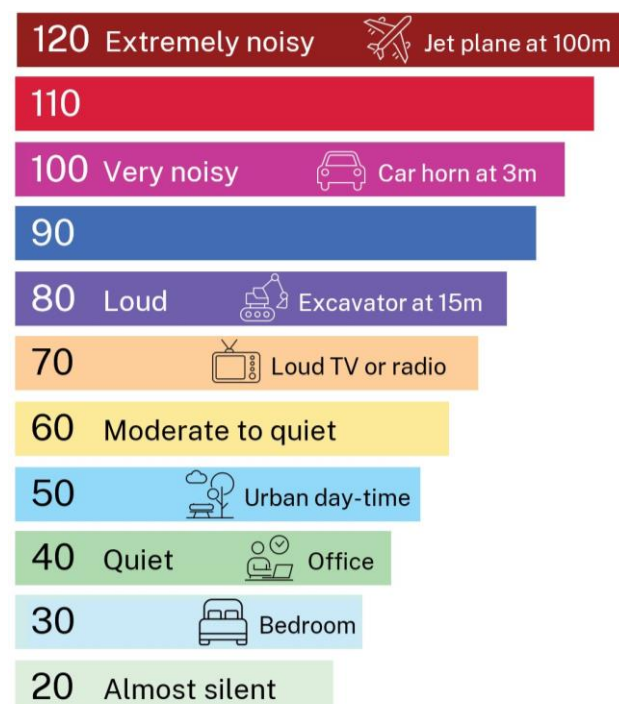 120 Extremely noisy Jet plane at 100m
110
100 Very noisy Car horn at 3m
90
80 Loud Excavator at 15m
70 Loud TV or radio
60 Moderate to quiet
50 Urban day-time
40 Quiet Office
30 Bedroom
20 Almost silent